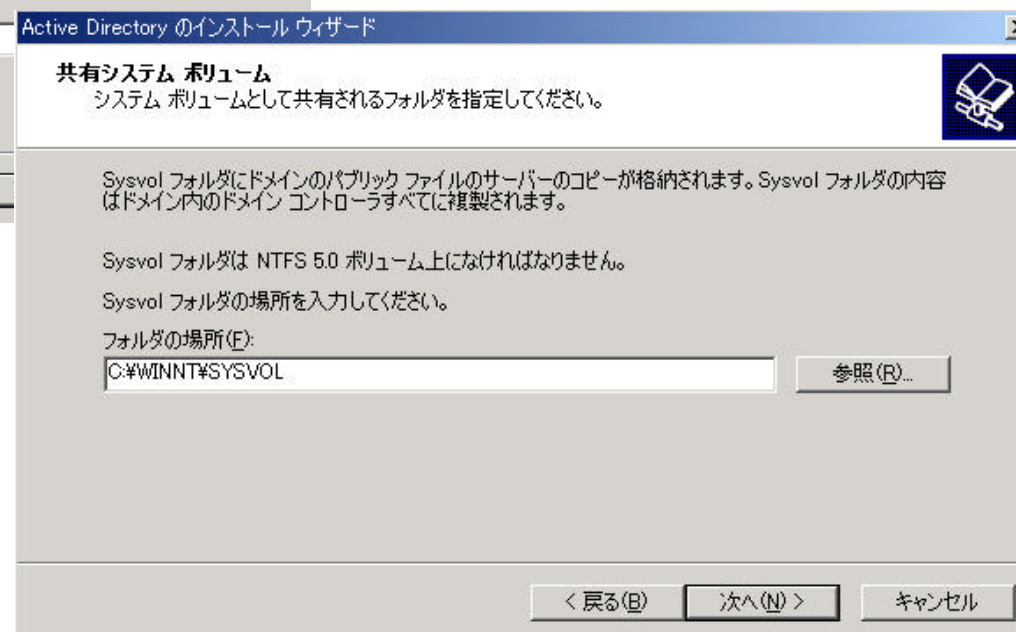 Active Directory のインストール ウィザード
共有システム ボリューム
システム ボリュームとして共有されるフォルダを指定してください。
Sysvol フォルダにドメインのパブリック ファイルのサーバーのコピーが格納されます。Sysvol フォルダの内容
はドメイン内のドメイン コントローラすべてに複製されます。
Sysvol フォルダは NTFS 5.0 ボリューム上になければなりません。
Sysvol フォルダの場所を入力してください。
フォルダの場所(F):
C:¥WINNT¥SYSVOL
参照(R)...
< 戻る(B)
次へ(N) >
キャンセル